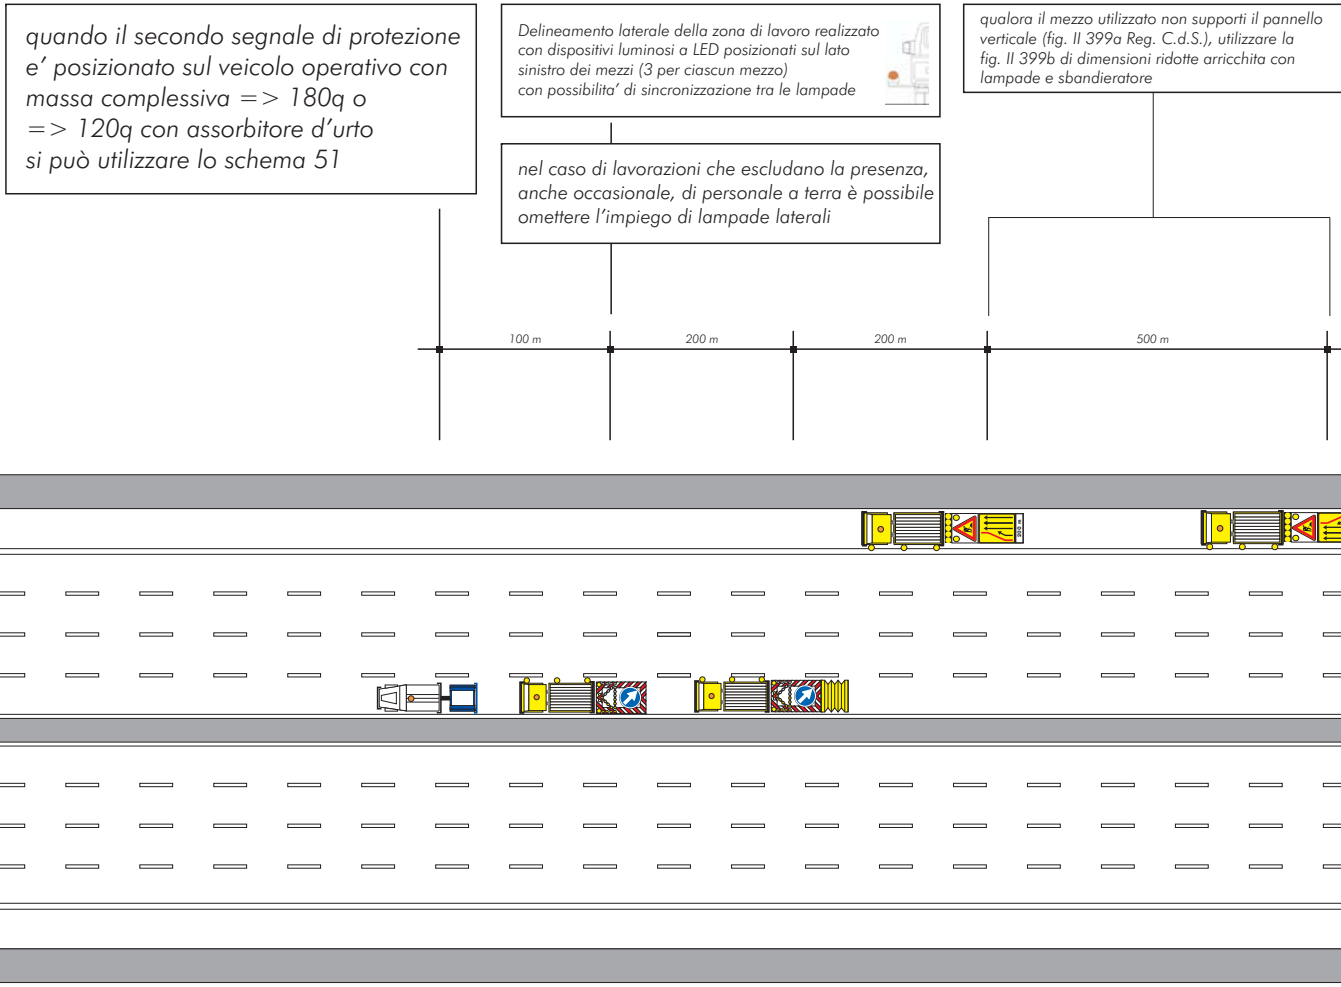 quando il secondo segnale di protezione
e' posizionato sul veicolo operativo con
massa complessiva => 180q o
=> 120q con assorbitore d'urto
si può utilizzare lo schema 51
Delineamento laterale della zona di lavoro realizzato
con dispositivi luminosi a LED posizionati sul lato
sinistro dei mezzi (3 per ciascun mezzo)
con possibilita' di sincronizzazione tra le lampade
nel caso di lavorazioni che escludano la presenza,
anche occasionale, di personale a terra è possibile
omettere l'impiego di lampade laterali
qualora il mezzo utilizzato non supporti il pannello
verticale (fig. II 399a Reg. C.d.S.), utilizzare la
fig. II 399b di dimensioni ridotte arricchita con
lampade e sbandieratore
100 m
200 m
200 m
500 m
200 m